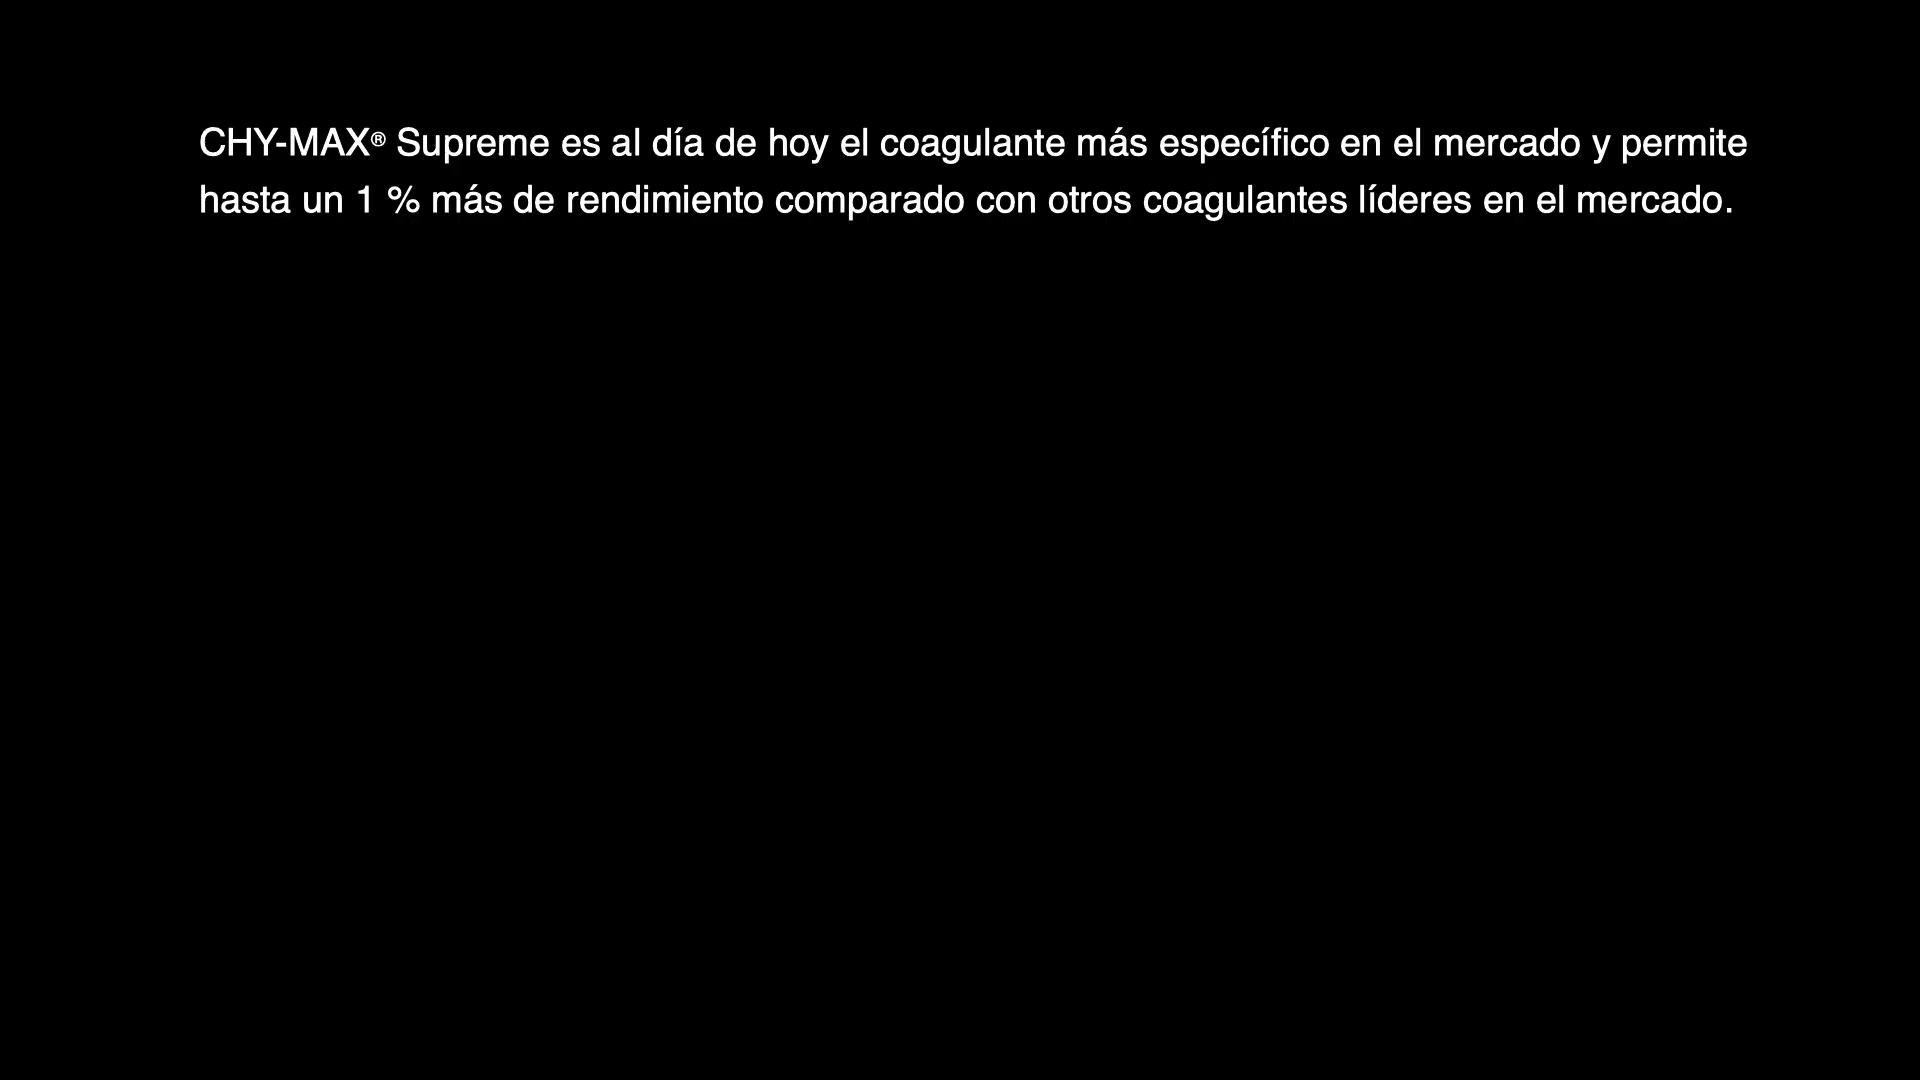 CHY-MAX® Supreme es al día de hoy el coagulante más específico en el mercado y permite
hasta un 1 % más de rendimiento comparado con otros coagulantes líderes en el mercado.